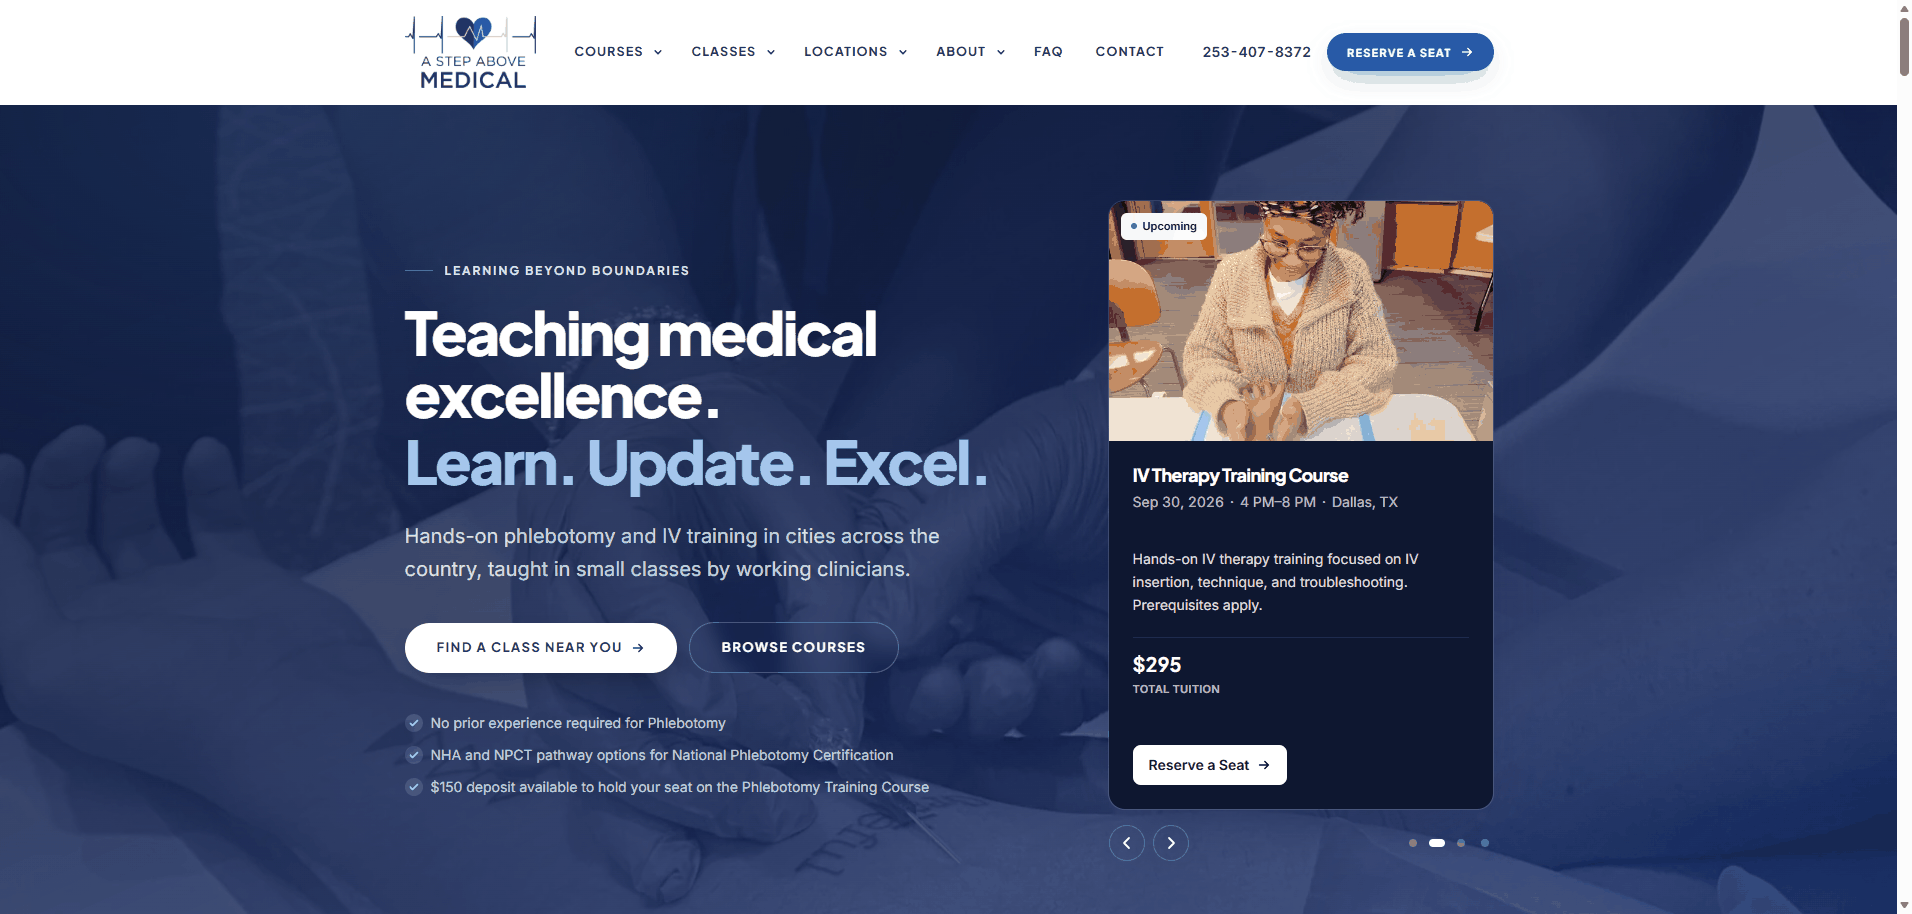 A STEP ABOVE
MEDICAL
COURSES
CLASSES
LOCATIONS
ABOUT
FAQ
CONTACT
253-407-8372
RESERVE A SEAT
LEARNING BEYOND BOUNDARIES
Teaching medical
excellence.
Learn. Update. Excel.
Hands-on phlebotomy and IV training in cities across the
country, taught in small classes by working clinicians.
FIND A CLASS NEAR YOU
BROWSE COURSES
No prior experience required for Phlebotomy
NHA and NPCT pathway options for National Phlebotomy Certification
$150 deposit available to hold your seat on the Phlebotomy Training Course
Upcoming
IV Therapy Training Course
Sep 30, 2026 · 4 PM–8 PM · Dallas, TX
Hands-on IV therapy training focused on IV
insertion, technique, and troubleshooting.
Prerequisites apply.
$295
TOTAL TUITION
Reserve a Seat